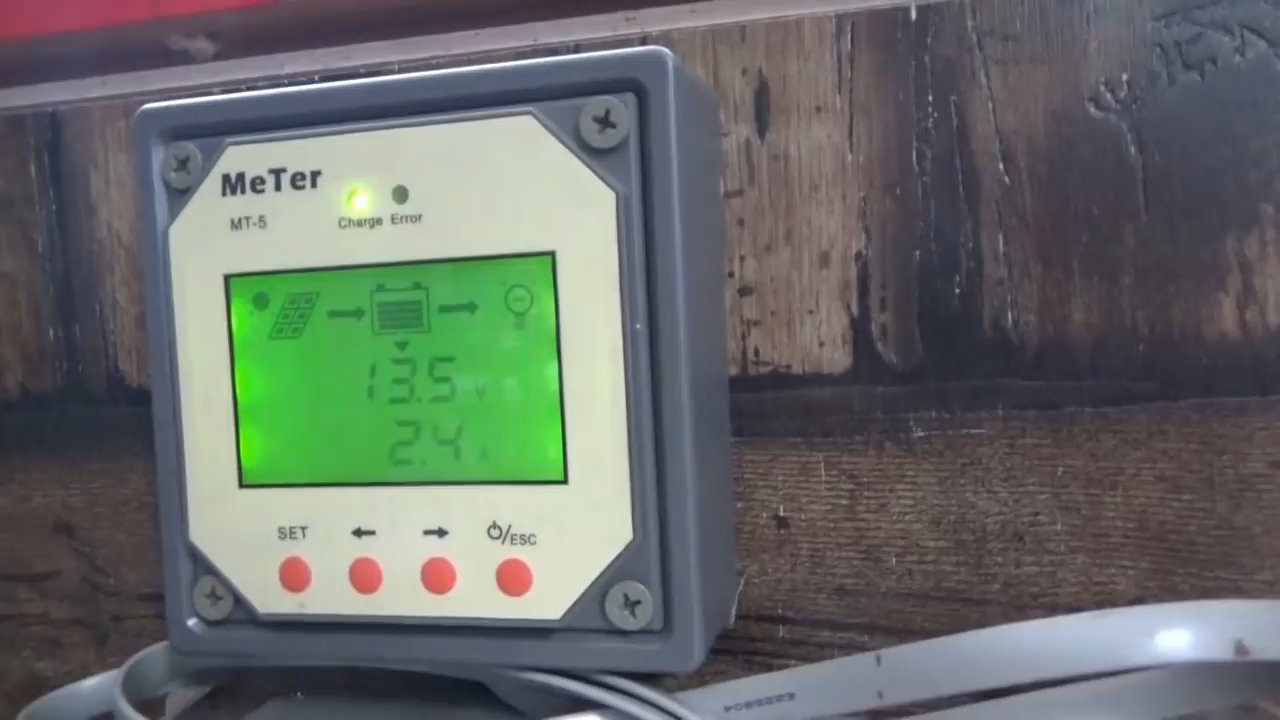 MeTer
MT-5
Charge Error
13.5 V
2.4
SET
⏻/ESC